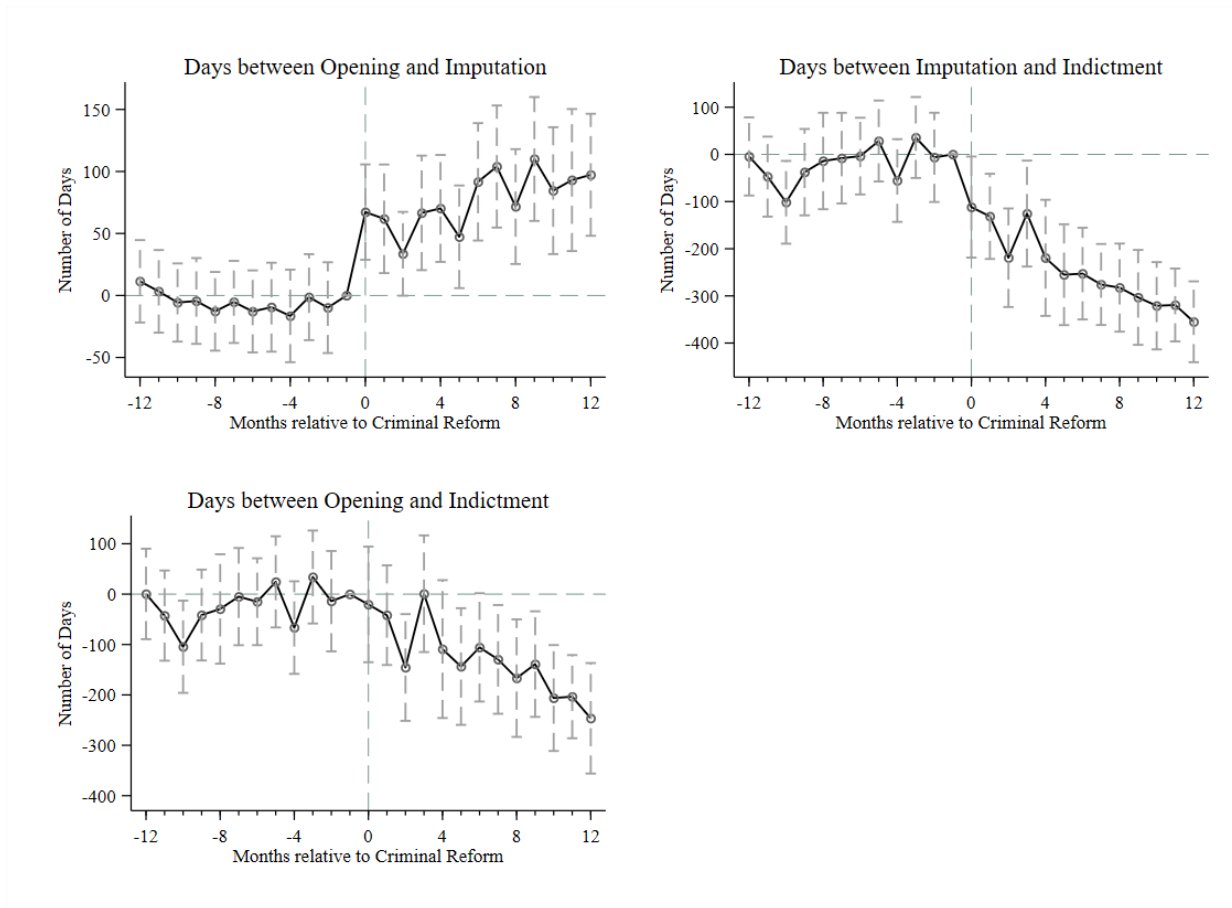 Days between Opening and Imputation
Number of Days
150
100
50
0
-50
-12 -8 -4 0 4 8 12
Months relative to Criminal Reform
Days between Imputation and Indictment
Number of Days
100
0
-100
-200
-300
-400
-12 -8 -4 0 4 8 12
Months relative to Criminal Reform
Days between Opening and Indictment
Number of Days
100
0
-100
-200
-300
-400
-12 -8 -4 0 4 8 12
Months relative to Criminal Reform